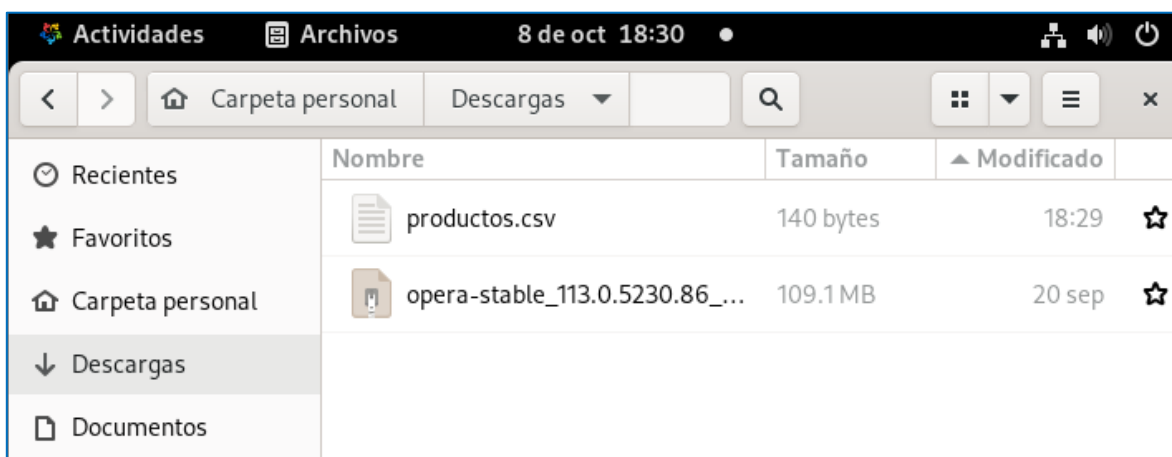 Actividades Archivos 8 de oct 18:30
Carpeta personal Descargas
Recientes
Favoritos
Carpeta personal
Descargas
Documentos
Nombre Tamaño Modificado
productos.csv 140 bytes 18:29
opera-stable_113.0.5230.86_... 109.1 MB 20 sep